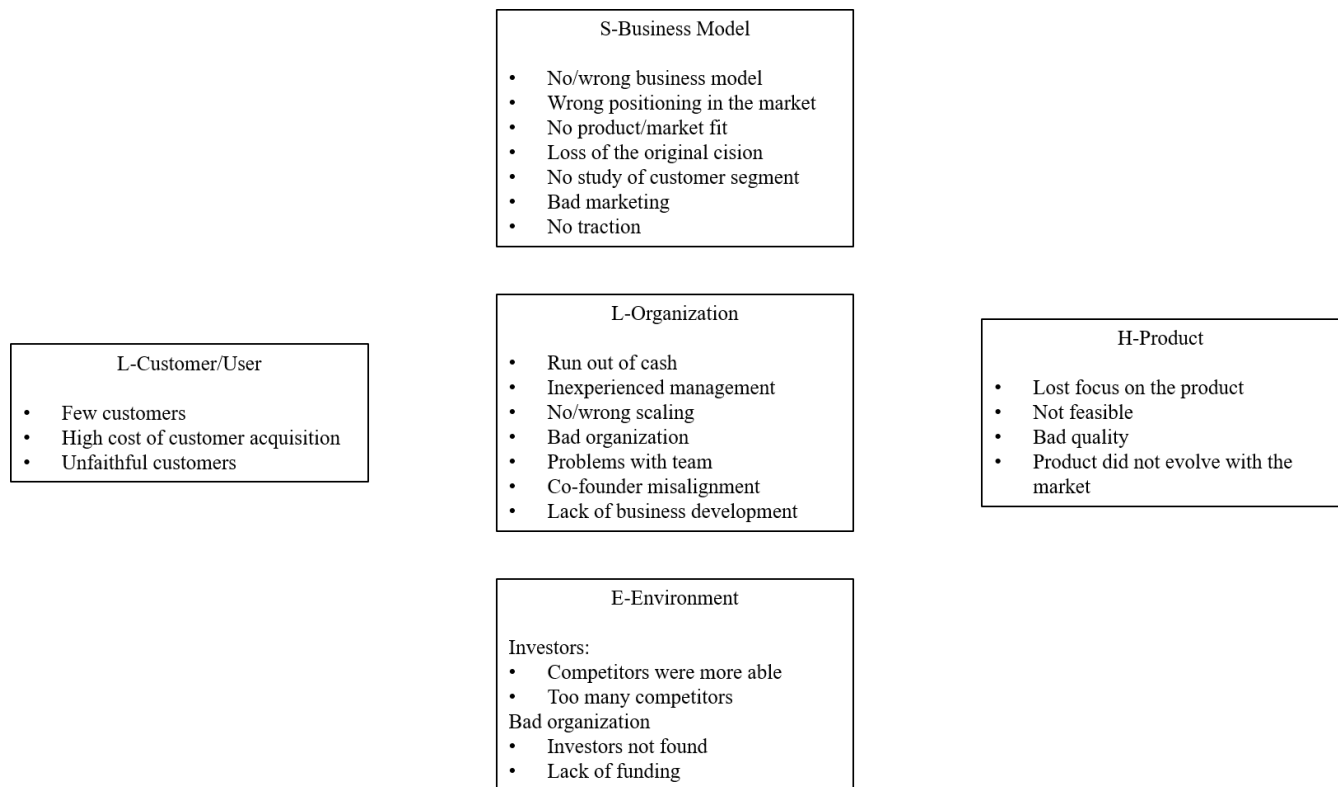 S-Business Model
• No/wrong business model
• Wrong positioning in the market
• No product/market fit
• Loss of the original cision
• No study of customer segment
• Bad marketing
• No traction
L-Customer/User
• Few customers
• High cost of customer acquisition
• Unfaithful customers
L-Organization
• Run out of cash
• Inexperienced management
• No/wrong scaling
• Bad organization
• Problems with team
• Co-founder misalignment
• Lack of business development
H-Product
• Lost focus on the product
• Not feasible
• Bad quality
• Product did not evolve with the
market
E-Environment
Investors:
• Competitors were more able
• Too many competitors
Bad organization
• Investors not found
• Lack of funding